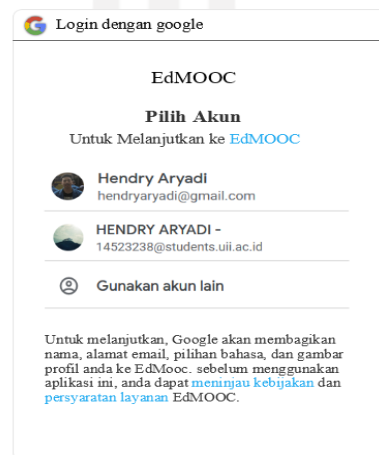 Login dengan google
EdMOOC
Pilih Akun
Untuk Melanjutkan ke EdMOOC
Hendry Aryadi
hendryaryadi@gmail.com
HENDRY ARYADI -
14523238@students.uii.ac.id
Gunakan akun lain
Untuk melanjutkan, Google akan membagikan
nama, alamat email, pilihan bahasa, dan gambar
profil anda ke EdMooc. sebelum menggunakan
aplikasi ini, anda dapat meninjau kebijakan dan
persyaratan layanan EdMOOC.